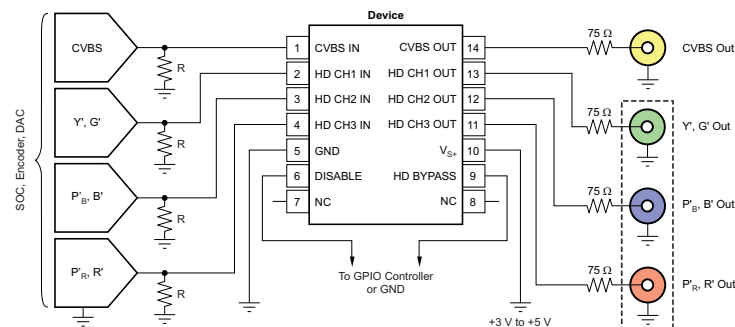 Device
SOC, Encoder, DAC
CVBS
R
1 CVBS IN
CVBS OUT 14
75 Ω
CVBS Out
Y', G'
R
2 HD CH1 IN
HD CH1 OUT 13
75 Ω
Y', G' Out
P'B, B'
R
3 HD CH2 IN
HD CH2 OUT 12
75 Ω
P'B, B' Out
P'R, R'
R
4 HD CH3 IN
HD CH3 OUT 11
75 Ω
P'R, R' Out
5 GND
VS+ 10
6 DISABLE
HD BYPASS 9
7 NC
NC 8
To GPIO Controller
or GND
+3 V to +5 V